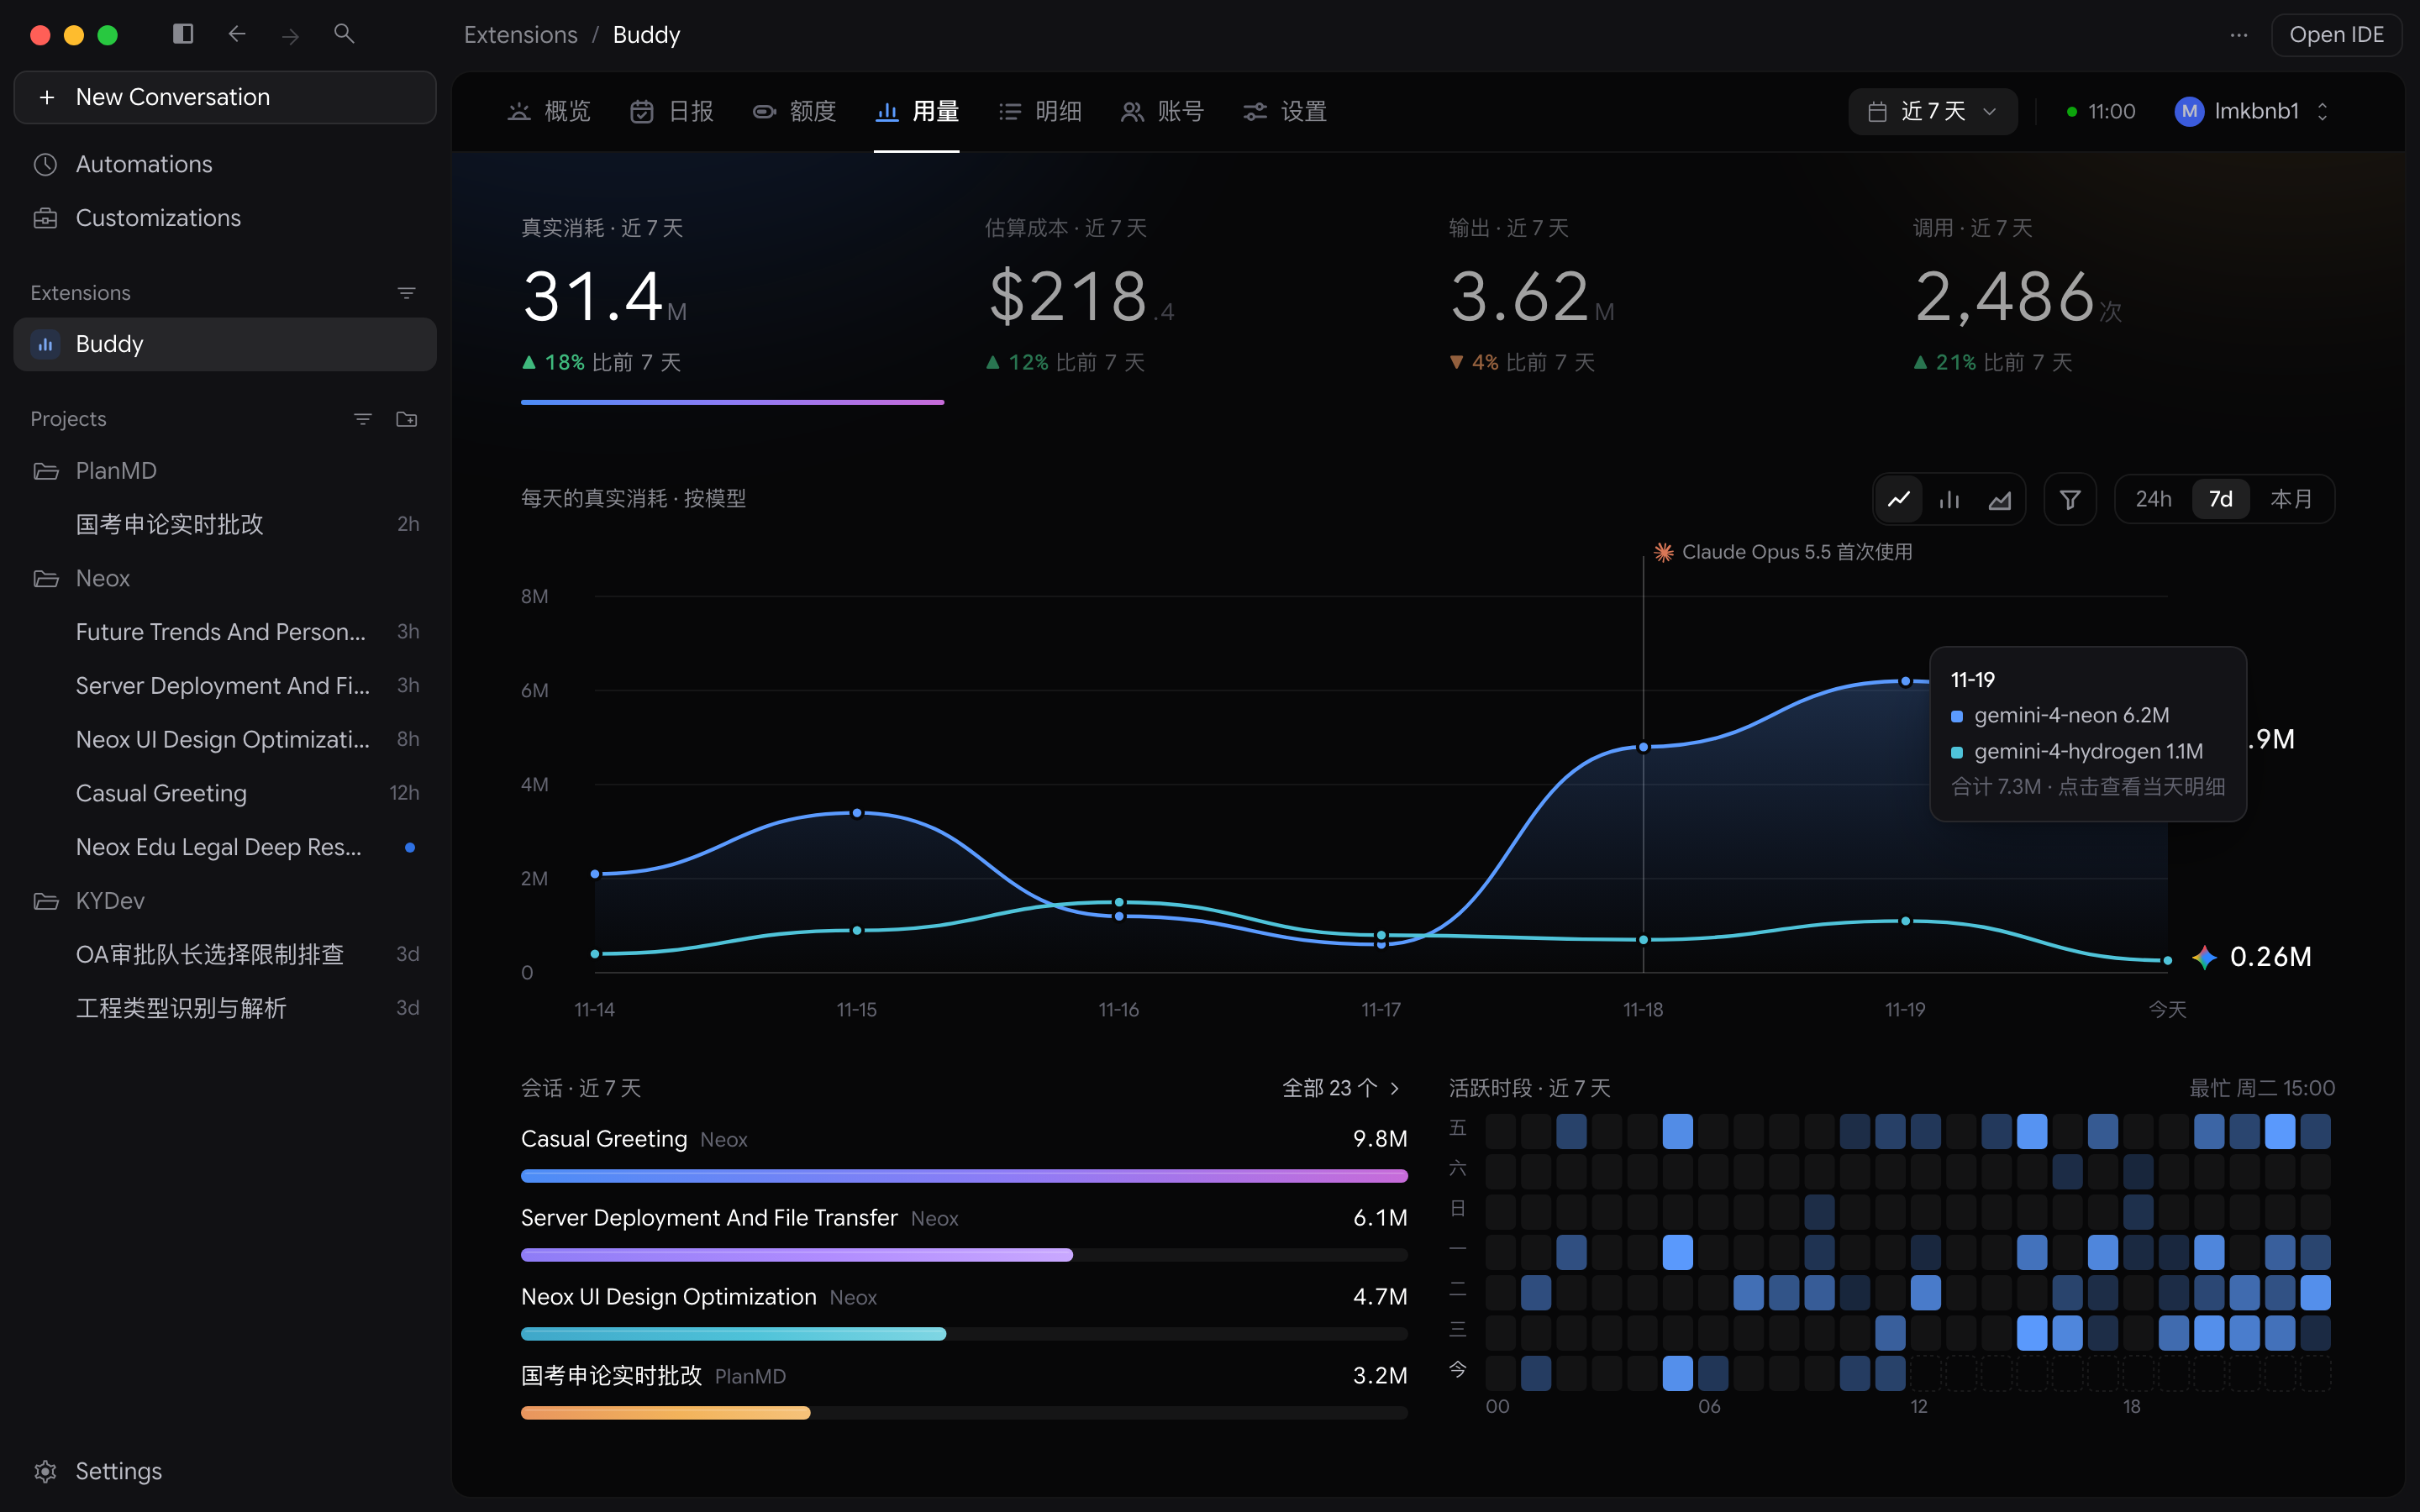 Extensions / Buddy
Open IDE
New Conversation
Automations
Customizations
Extensions
Buddy
Projects
PlanMD
国考申论实时批改 2h
Neox
Future Trends And Person... 3h
Server Deployment And Fi... 3h
Neox UI Design Optimizati... 8h
Casual Greeting 12h
Neox Edu Legal Deep Res...
KYDev
OA审批队长选择限制排查 3d
工程类型识别与解析 3d
Settings
概览 日报 额度 用量 明细 账号 设置
近 7 天 11:00 M lmkbnb1
真实消耗 · 近 7 天
31.4M
▲ 18% 比前 7 天
估算成本 · 近 7 天
$218.4
▲ 12% 比前 7 天
输出 · 近 7 天
3.62M
▼ 4% 比前 7 天
调用 · 近 7 天
2,486次
▲ 21% 比前 7 天
每天的真实消耗 · 按模型
24h 7d 本月
Claude Opus 5.5 首次使用
8M
6M
4M
2M
0
11-19
gemini-4-neon 6.2M
gemini-4-hydrogen 1.1M
合计 7.3M · 点击查看当天明细
.9M
0.26M
11-14 11-15 11-16 11-17 11-18 11-19 今天
会话 · 近 7 天 全部 23 个
Casual Greeting Neox 9.8M
Server Deployment And File Transfer Neox 6.1M
Neox UI Design Optimization Neox 4.7M
国考申论实时批改 PlanMD 3.2M
活跃时段 · 近 7 天 最忙 周二 15:00
五
六
日
一
二
三
今
00 06 12 18